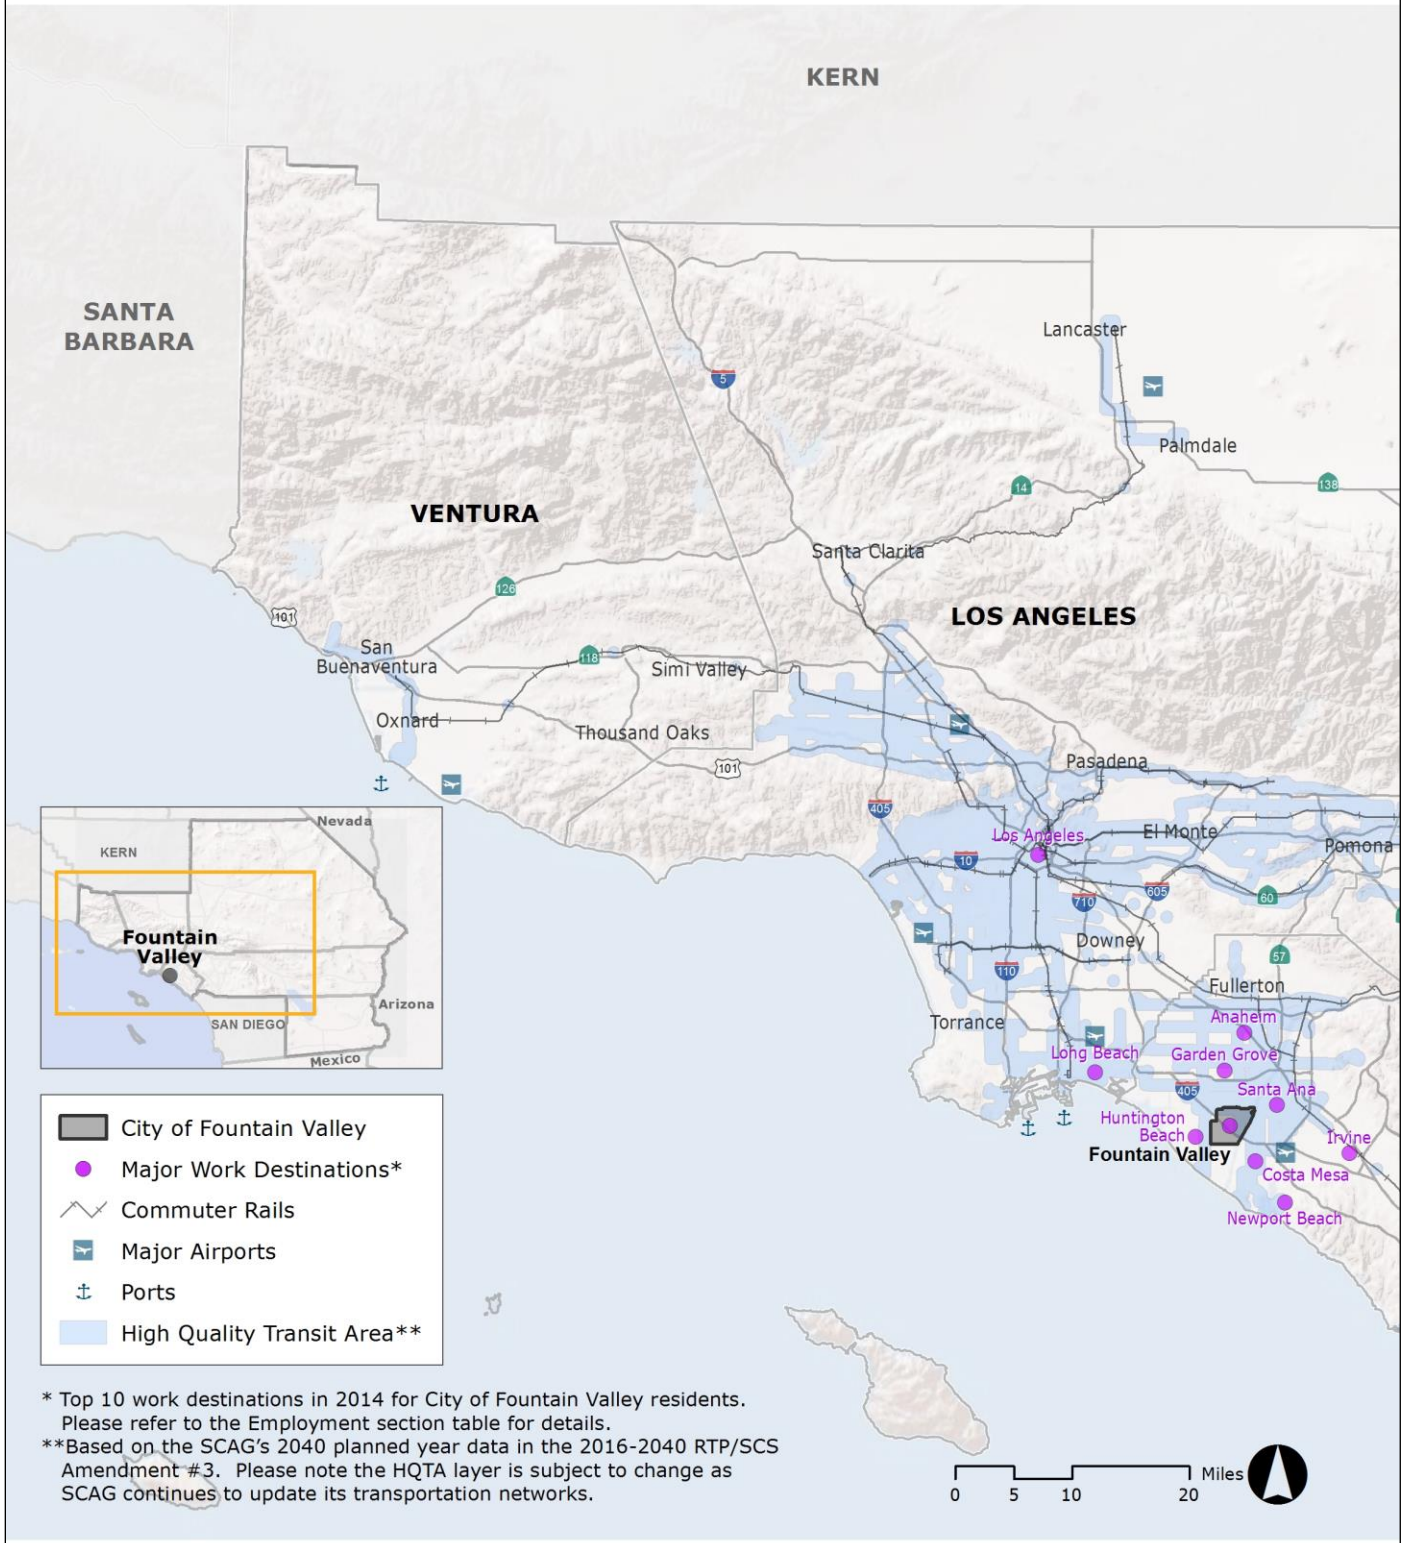 KERN
SANTA
BARBARA
Lancaster
5
Palmdale
14
138
VENTURA
Santa Clarita
126
LOS ANGELES
101
San
Buenaventura
118
Simi Valley
Oxnard
Thousand Oaks
101
Pasadena
405
Los Angeles
El Monte
Pomona
10
605
710
60
Downey
57
110
Fullerton
Torrance
Anaheim
Long Beach
Garden Grove
405
Santa Ana
Huntington
Beach
Irvine
Fountain Valley
Costa Mesa
Newport Beach
Nevada
KERN
Fountain
Valley
Arizona
SAN DIEGO
Mexico
City of Fountain Valley
Major Work Destinations*
Commuter Rails
Major Airports
Ports
High Quality Transit Area**
* Top 10 work destinations in 2014 for City of Fountain Valley residents.
Please refer to the Employment section table for details.
**Based on the SCAG's 2040 planned year data in the 2016-2040 RTP/SCS
Amendment #3. Please note the HQTA layer is subject to change as
SCAG continues to update its transportation networks.
Miles
0 5 10 20